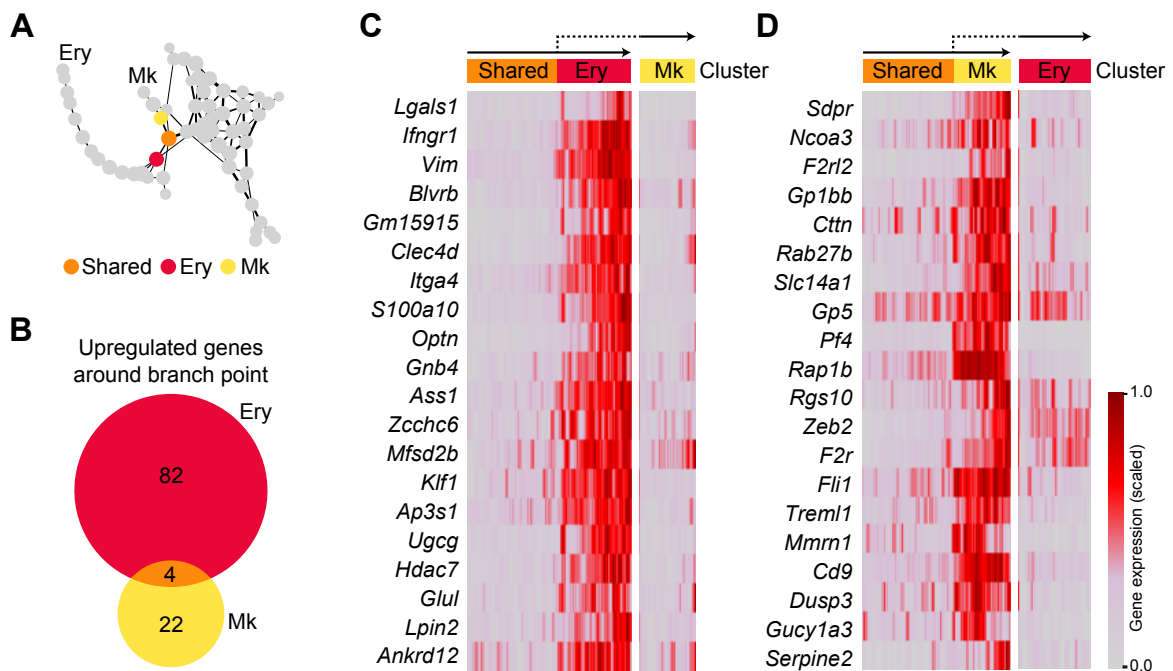 A
Ery
Mk
Shared Ery Mk
B
Upregulated genes
around branch point
Ery
82
4
22
Mk
C
Shared Ery Mk Cluster
Lgals1
Ifngr1
Vim
Blvrb
Gm15915
Clec4d
Itga4
S100a10
Optn
Gnb4
Ass1
Zcchc6
Mfsd2b
Klf1
Ap3s1
Ugcg
Hdac7
Glul
Lpin2
Ankrd12
D
Shared Mk Ery Cluster
Sdpr
Ncoa3
F2rl2
Gp1bb
Cttn
Rab27b
Slc14a1
Gp5
Pf4
Rap1b
Rgs10
Zeb2
F2r
Fli1
Treml1
Mmrn1
Cd9
Dusp3
Gucy1a3
Serpine2
1.0
Gene expression (scaled)
0.0